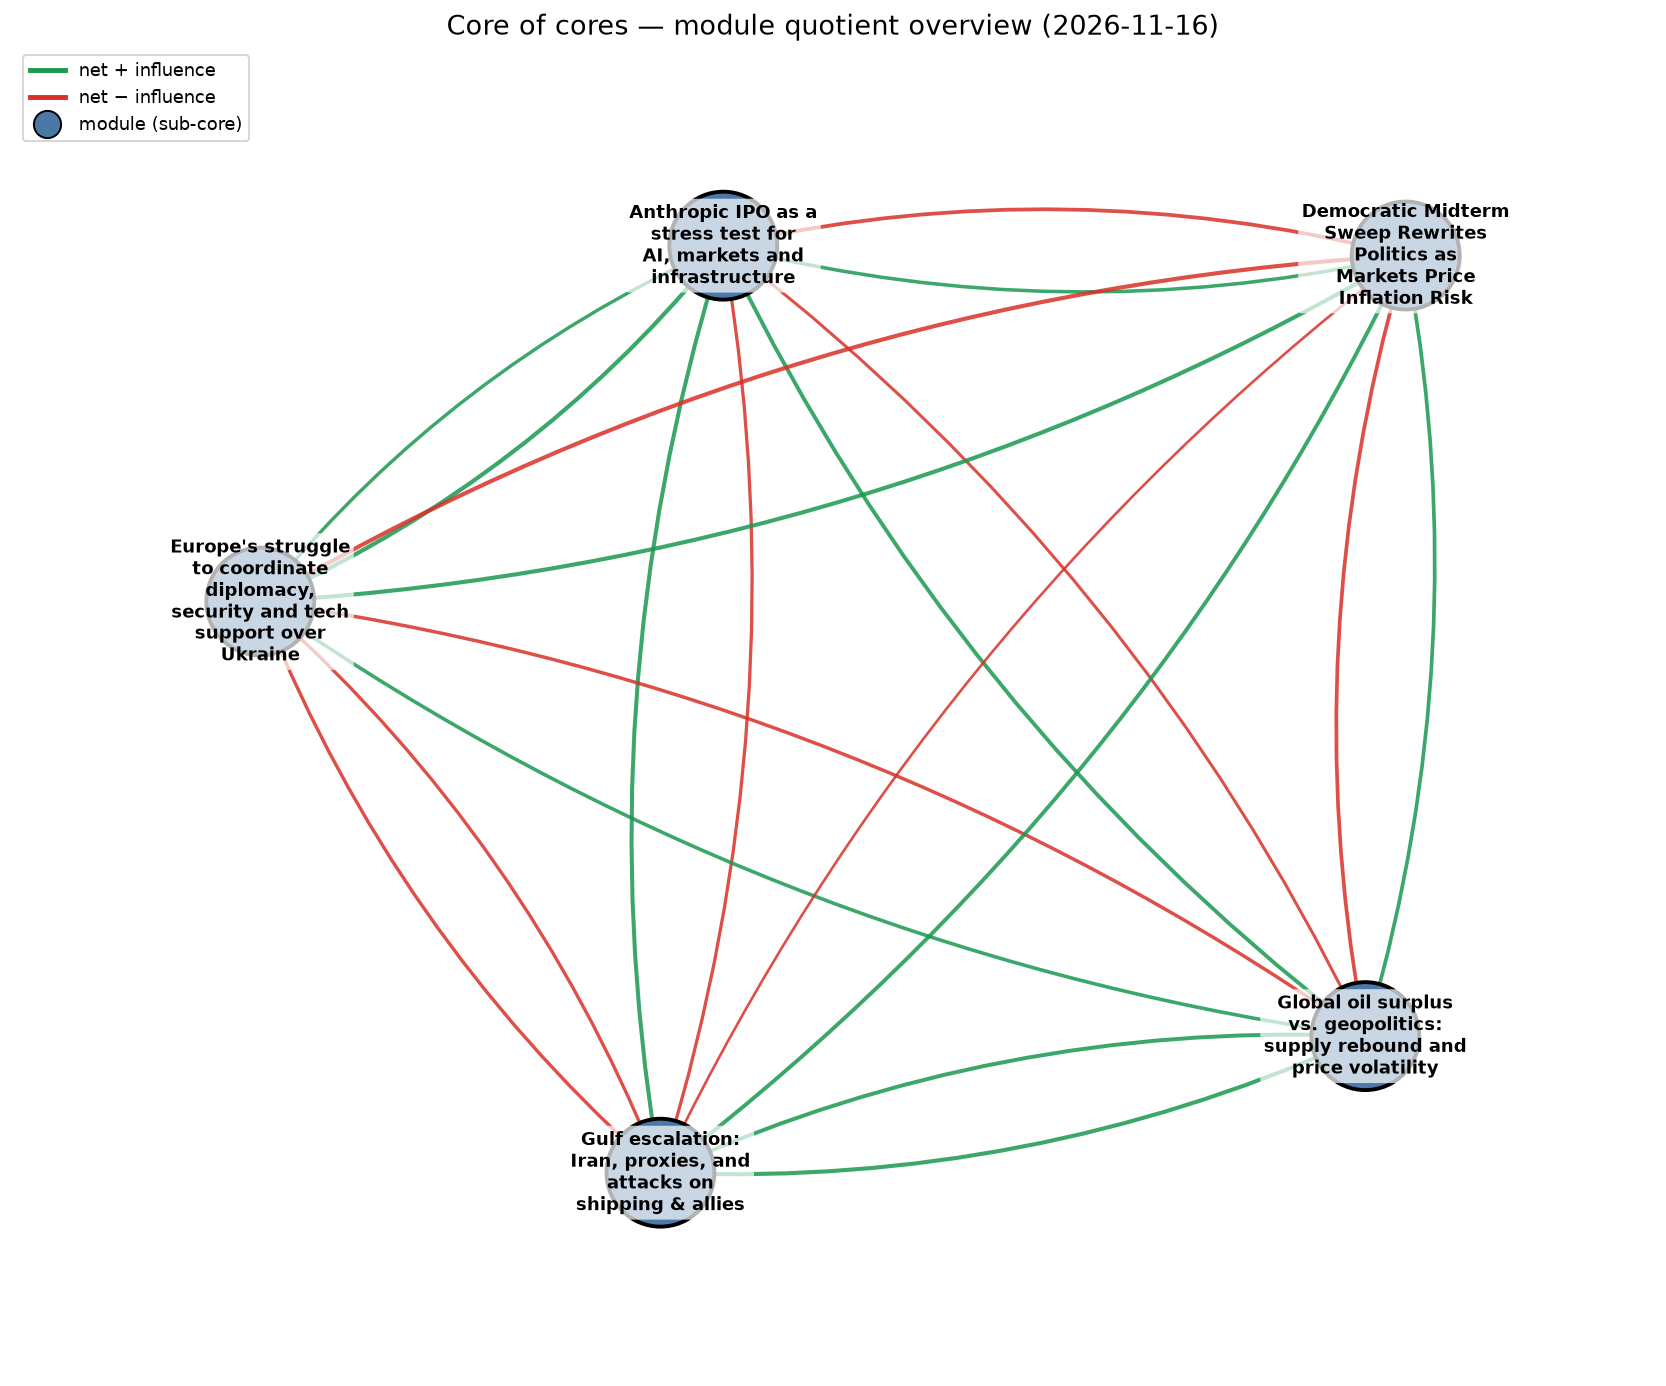 Core of cores — module quotient overview (2026-11-16)
net + influence
net − influence
module (sub-core)
Anthropic IPO as a
stress test for
AI, markets and
infrastructure
Democratic Midterm
Sweep Rewrites
Politics as
Markets Price
Inflation Risk
Europe's struggle
to coordinate
diplomacy,
security and tech
support over
Ukraine
Global oil surplus
vs. geopolitics:
supply rebound and
price volatility
Gulf escalation:
Iran, proxies, and
attacks on
shipping & allies